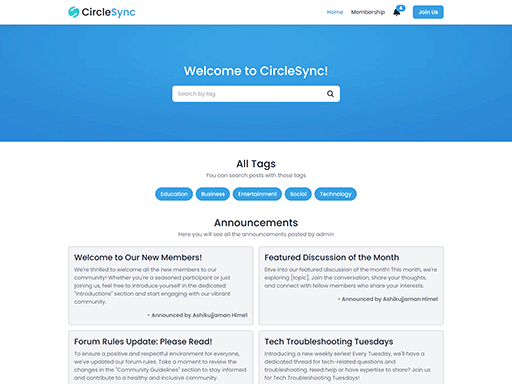 CircleSync
Home Membership 4 Join Us
Welcome to CircleSync!
Search by tag
All Tags
You can search posts with those tags
Education Business Entertainment Social Technology
Announcements
Here you will see all the announcements posted by admin
Welcome to Our New Members!
We're thrilled to welcome all the new members to our
community! Whether you're a seasoned participant or just
joining us, feel free to introduce yourself in the dedicated
"Introductions" section and start engaging with our vibrant
community.
- Announced by Ashikujjaman Himel
Featured Discussion of the Month
Dive into our featured discussion of the month! This month, we're
exploring [topic]. Join the conversation, share your thoughts,
and connect with fellow members who share your interests.
- Announced by Ashikujjaman Himel
Forum Rules Update: Please Read!
To ensure a positive and respectful environment for everyone,
we've updated our forum rules. Take a moment to review the
changes in the "Community Guidelines" section to stay informed
and contribute to a healthy and inclusive community.
Tech Troubleshooting Tuesdays
Introducing a new weekly series! Every Tuesday, we'll have a
dedicated thread for tech-related questions and
troubleshooting. Need help or have expertise to share? Join us
for Tech Troubleshooting Tuesdays!